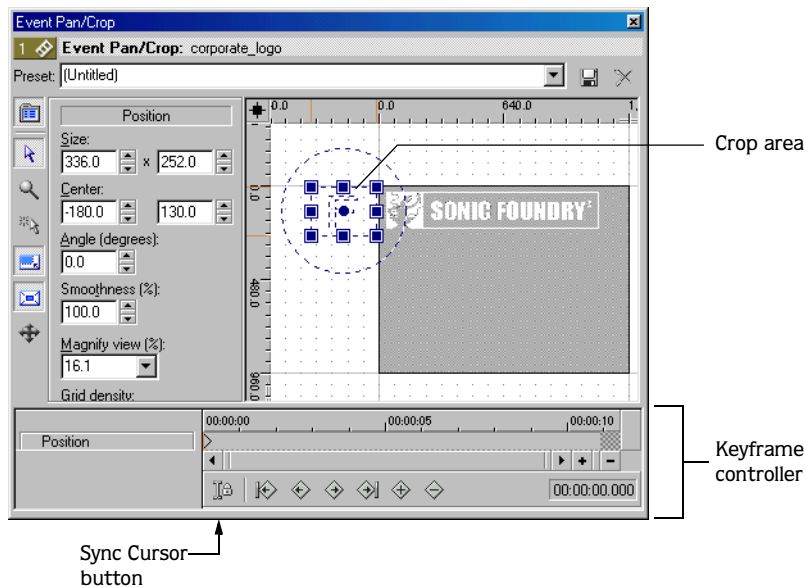 Event Pan/Crop
1 Event Pan/Crop: corporate_logo
Preset: (Untitled)
Position
Size:
336.0 x 252.0
Center:
-180.0 130.0
Angle (degrees):
0.0
Smoothness (%):
100.0
Magnify view (%):
16.1
Grid density:
0.0 0.0 640.0 1.
0.0
480.0
960.0
SONIC FOUNDRY
Crop area
00:00:00 00:00:05 00:00:10
Position
00:00:00.000
Keyframe
controller
Sync Cursor
button